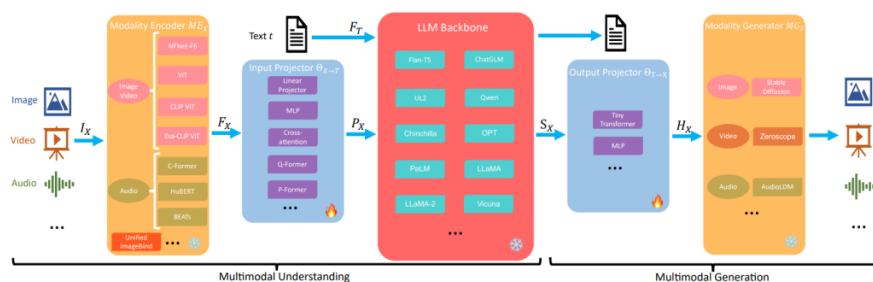 Image
Video
Audio
...
I_X
Modality Encoder ME_X
Image
Video
NFNet-F6
ViT
CLIP ViT
Eva-CLIP ViT
Audio
C-Former
HuBERT
BEATs
Unified
ImageBind
...
F_X
Text t
F_T
Input Projector Θ_X→T
Linear
Projector
MLP
Cross-
attention
Q-Former
P-Former
...
P_X
LLM Backbone
Flan-T5
ChatGLM
UL2
Qwen
Chinchilla
OPT
PaLM
LLaMA
LLaMA-2
Vicuna
...
S_X
Output Projector Θ_T→X
Tiny
Transformer
MLP
...
H_X
Modality Generator MG_X
Image
Stable
Diffusion
Video
Zeroscope
Audio
AudioLDM
...
...
Multimodal Understanding
Multimodal Generation